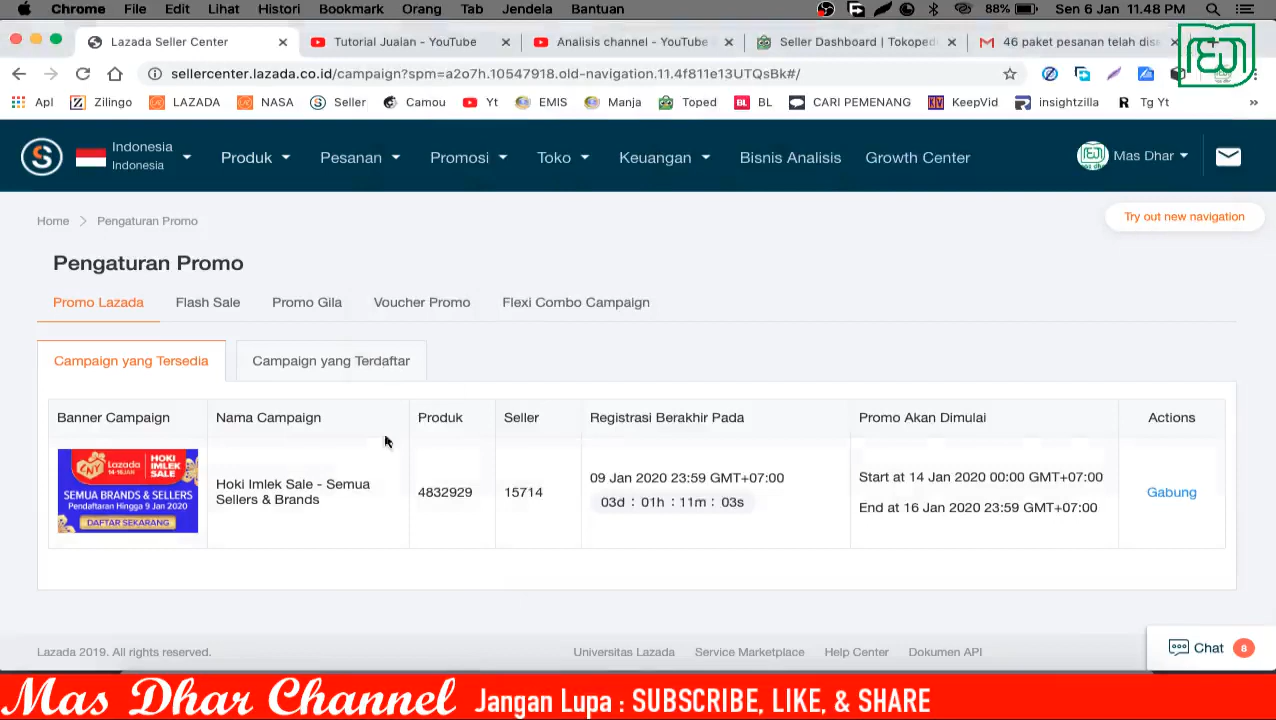 Chrome File Edit Lihat Histori Bookmark Orang Tab Jendela Bantuan 88% Sen 6 Jan 11.48 PM
Lazada Seller Center Tutorial Jualan - YouTube Analisis channel - YouTube Seller Dashboard | Tokoped 46 paket pesanan telah dise
sellercenter.lazada.co.id/campaign?spm=a2o7h.10547918.old-navigation.11.4f811e13UTQsBk#/
Apl Zilingo LAZADA NASA Seller Camou Yt EMIS Manja Toped BL CARI PEMENANG KeepVid insightzilla Tg Yt »
Indonesia
Indonesia
Produk Pesanan Promosi Toko Keuangan Bisnis Analisis Growth Center Mas Dhar
Home Pengaturan Promo
Try out new navigation
Pengaturan Promo
Promo Lazada Flash Sale Promo Gila Voucher Promo Flexi Combo Campaign
Campaign yang Tersedia Campaign yang Terdaftar
Banner Campaign Nama Campaign Produk Seller Registrasi Berakhir Pada Promo Akan Dimulai Actions
Lazada
14-16 JAN
HOKI
IMLEK
SALE
SEMUA BRANDS & SELLERS
Pendaftaran Hingga 9 Jan 2020
DAFTAR SEKARANG
Hoki Imlek Sale - Semua
Sellers & Brands
4832929
15714
09 Jan 2020 23:59 GMT+07:00
03d : 01h : 11m : 03s
Start at 14 Jan 2020 00:00 GMT+07:00
End at 16 Jan 2020 23:59 GMT+07:00
Gabung
Lazada 2019. All rights reserved. Universitas Lazada Service Marketplace Help Center Dokumen API
Chat 8
Mas Dhar Channel Jangan Lupa : SUBSCRIBE, LIKE, & SHARE